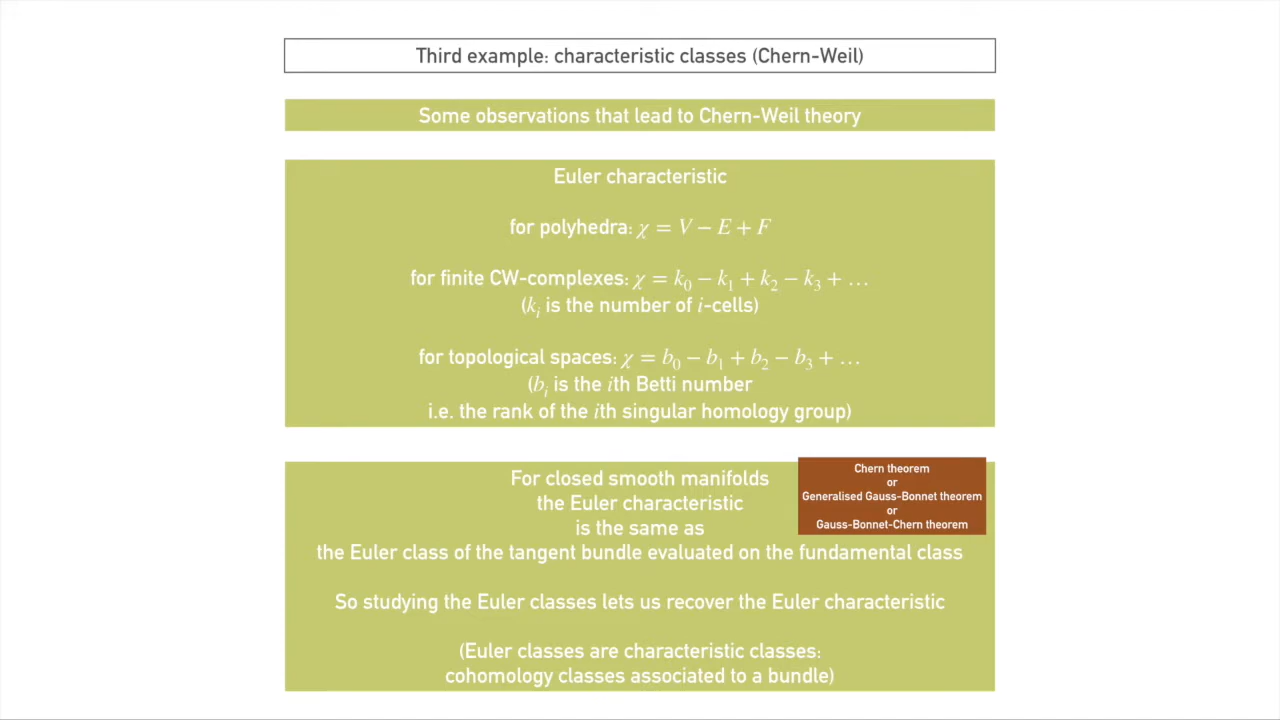 Third example: characteristic classes (Chern-Weil)
Some observations that lead to Chern-Weil theory
Euler characteristic
for polyhedra: χ = V − E + F
for finite CW-complexes: χ = k₀ − k₁ + k₂ − k₃ + …
(kᵢ is the number of i-cells)
for topological spaces: χ = b₀ − b₁ + b₂ − b₃ + …
(bᵢ is the ith Betti number
i.e. the rank of the ith singular homology group)
For closed smooth manifolds
the Euler characteristic
is the same as
the Euler class of the tangent bundle evaluated on the fundamental class
So studying the Euler classes lets us recover the Euler characteristic
(Euler classes are characteristic classes:
cohomology classes associated to a bundle)
Chern theorem
or
Generalised Gauss-Bonnet theorem
or
Gauss-Bonnet-Chern theorem